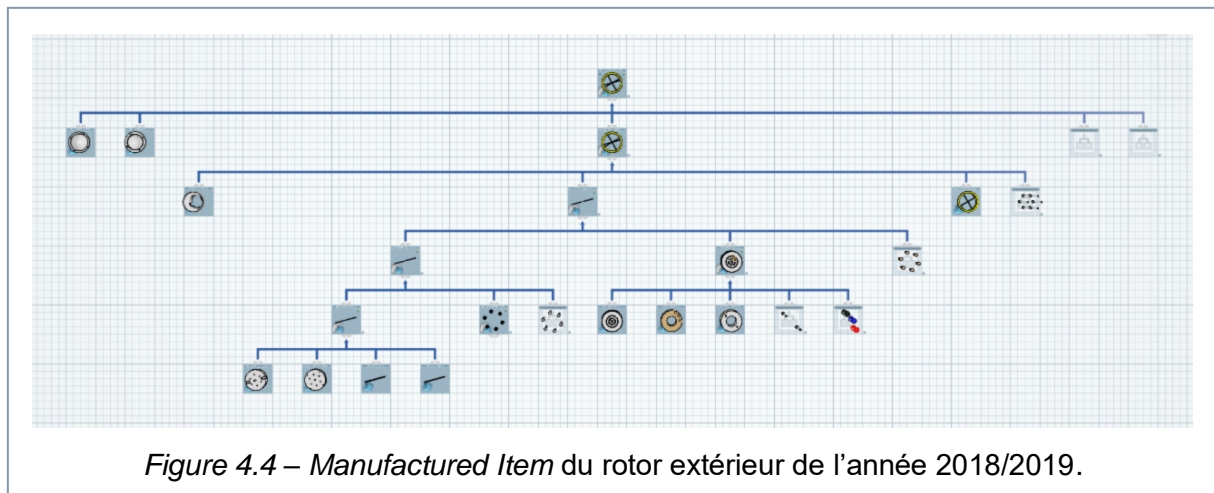 Figure 4.4 – Manufactured Item du rotor extérieur de l’année 2018/2019.